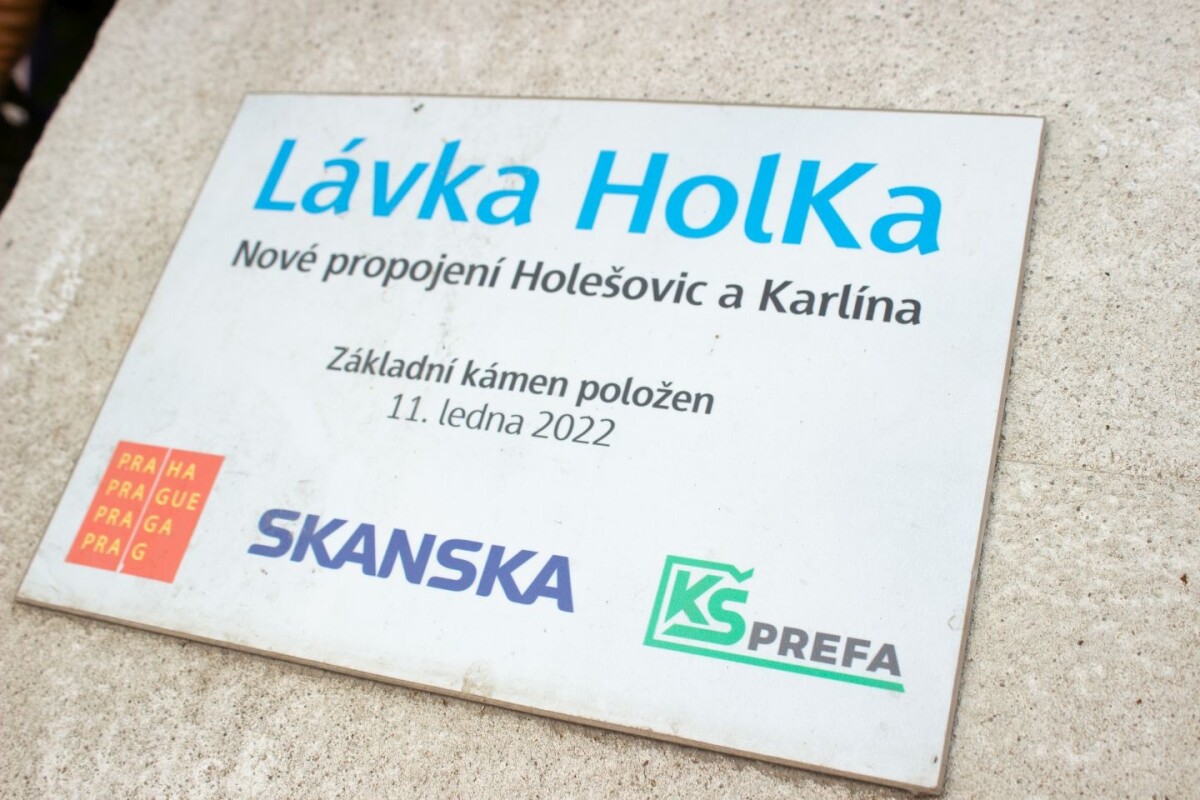 Lávka HolKa
Nové propojení Holešovic a Karlína
Základní kámen položen
11. ledna 2022
PRAHA
PRAGUE
PRAGA
PRAG
SKANSKA
KŠ PREFA